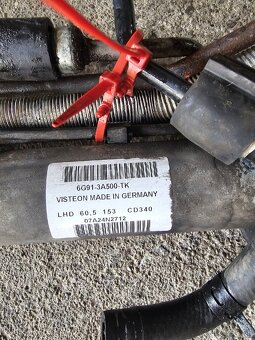 6G91-3A500-TK
VISTEON MADE IN GERMANY
LHD 60,5 153 CD340
07A24N2712